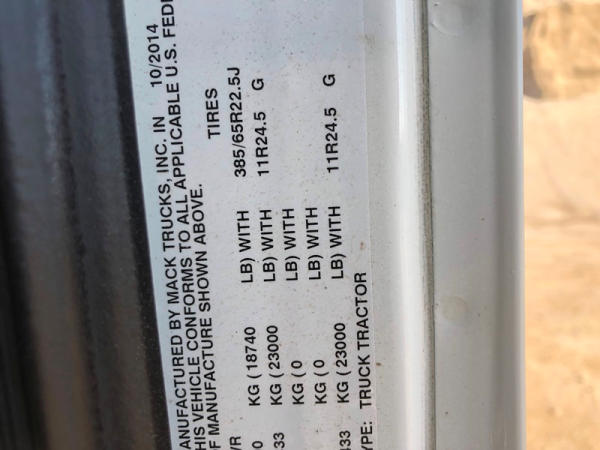 ANUFACTURED BY MACK TRUCKS, INC. IN 10/2014
HIS VEHICLE CONFORMS TO ALL APPLICABLE U.S. FEDE
F MANUFACTURE SHOWN ABOVE.
WR TIRES
0 KG ( 18740 LB) WITH 385/65R22.5J
33 KG ( 23000 LB) WITH 11R24.5 G
KG ( 0 LB) WITH
KG ( 0 LB) WITH
433 KG ( 23000 LB) WITH 11R24.5 G
YPE: TRUCK TRACTOR